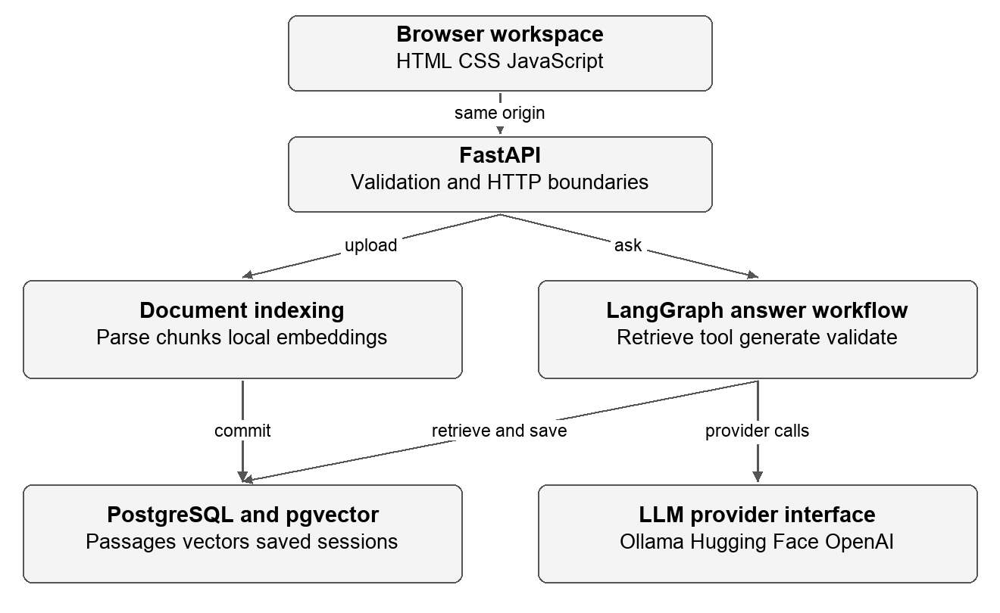 Browser workspace
HTML CSS JavaScript
same origin
FastAPI
Validation and HTTP boundaries
upload
ask
Document indexing
Parse chunks local embeddings
LangGraph answer workflow
Retrieve tool generate validate
commit
retrieve and save
provider calls
PostgreSQL and pgvector
Passages vectors saved sessions
LLM provider interface
Ollama Hugging Face OpenAI